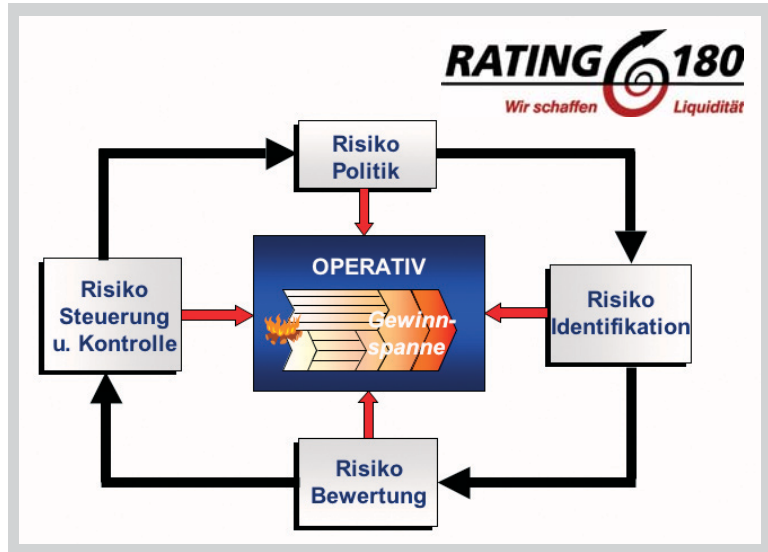 RATING 180
Wir schaffen Liquidität
Risiko
Politik
OPERATIV
Gewinn-
spanne
Risiko
Steuerung
u. Kontrolle
Risiko
Identifikation
Risiko
Bewertung